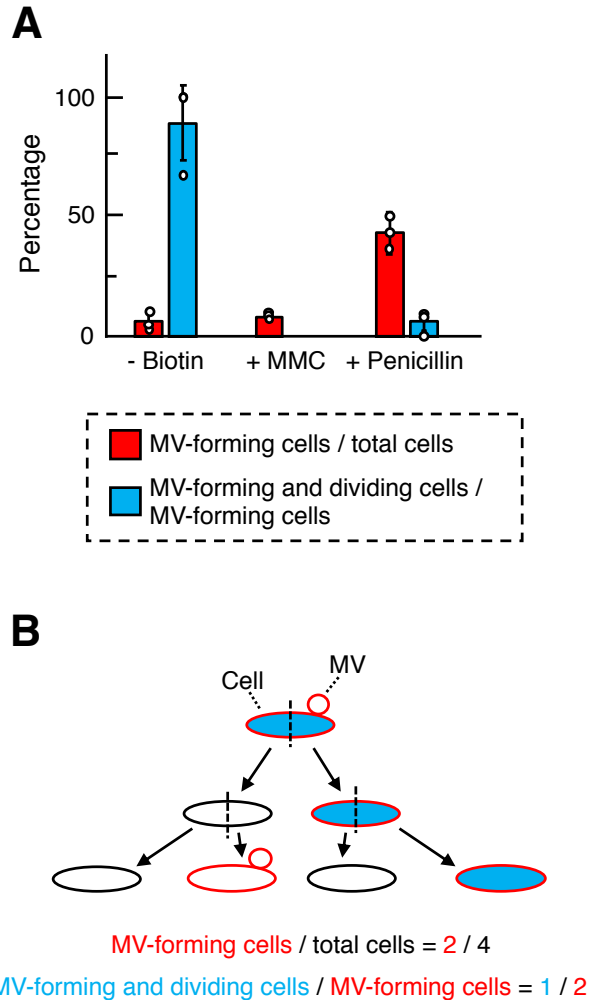 A
Percentage
100
50
0
- Biotin
+ MMC
+ Penicillin
MV-forming cells / total cells
MV-forming and dividing cells /
MV-forming cells
B
Cell
MV
MV-forming cells / total cells = 2 / 4
MV-forming and dividing cells / MV-forming cells = 1 / 2